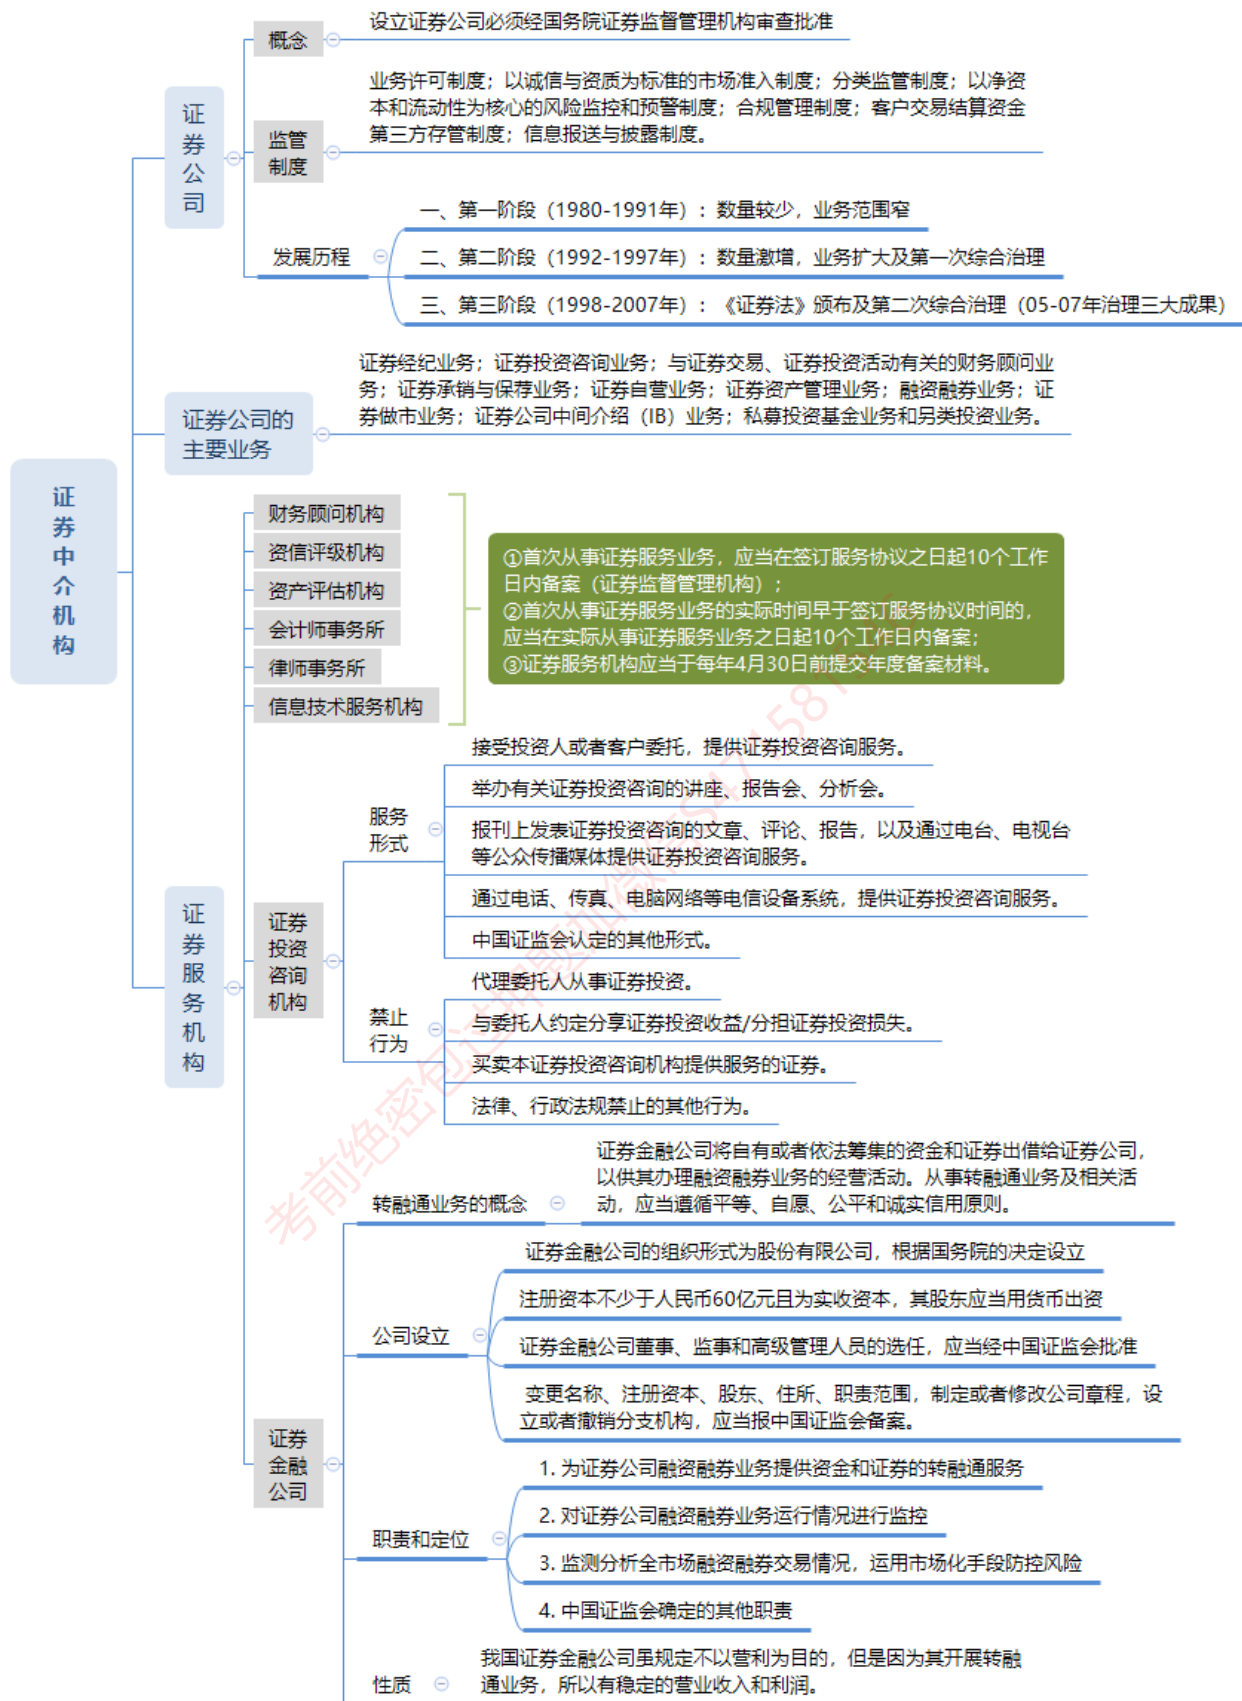 设立证券公司必须经国务院证券监督管理机构审查批准
概念
业务许可制度；以诚信与资质为标准的市场准入制度；分类监管制度；以净资
本和流动性为核心的风险监控和预警制度；合规管理制度；客户交易结算资金
第三方存管制度；信息报送与披露制度。
监管
制度
证
券
公
司
一、第一阶段（1980-1991年）：数量较少，业务范围窄
发展历程
二、第二阶段（1992-1997年）：数量激增，业务扩大及第一次综合治理
三、第三阶段（1998-2007年）：《证券法》颁布及第二次综合治理（05-07年治理三大成果）
证券经纪业务；证券投资咨询业务；与证券交易、证券投资活动有关的财务顾问业
务；证券承销与保荐业务；证券自营业务；证券资产管理业务；融资融券业务；证
券做市业务；证券公司中间介绍（IB）业务；私募投资基金业务和另类投资业务。
证券公司的
主要业务
证
券
中
介
机
构
财务顾问机构
资信评级机构
资产评估机构
会计师事务所
律师事务所
信息技术服务机构
①首次从事证券服务业务，应当在签订服务协议之日起10个工作
日内备案（证券监督管理机构）；
②首次从事证券服务业务的实际时间早于签订服务协议时间的，
应当在实际从事证券服务业务之日起10个工作日内备案；
③证券服务机构应当于每年4月30日前提交年度备案材料。
接受投资人或者客户委托，提供证券投资咨询服务。
举办有关证券投资咨询的讲座、报告会、分析会。
服务
形式
报刊上发表证券投资咨询的文章、评论、报告，以及通过电台、电视台
等公众传播媒体提供证券投资咨询服务。
通过电话、传真、电脑网络等电信设备系统，提供证券投资咨询服务。
中国证监会认定的其他形式。
证
券
服
务
机
构
证券
投资
咨询
机构
代理委托人从事证券投资。
禁止
行为
与委托人约定分享证券投资收益/分担证券投资损失。
买卖本证券投资咨询机构提供服务的证券。
法律、行政法规禁止的其他行为。
证券金融公司将自有或者依法筹集的资金和证券出借给证券公司，
以供其办理融资融券业务的经营活动。从事转融通业务及相关活
动，应当遵循平等、自愿、公平和诚实信用原则。
转融通业务的概念
证券金融公司的组织形式为股份有限公司，根据国务院的决定设立
注册资本不少于人民币60亿元且为实收资本，其股东应当用货币出资
公司设立
证券金融公司董事、监事和高级管理人员的选任，应当经中国证监会批准
变更名称、注册资本、股东、住所、职责范围，制定或者修改公司章程，设
立或者撤销分支机构，应当报中国证监会备案。
证券
金融
公司
1. 为证券公司融资融券业务提供资金和证券的转融通服务
2. 对证券公司融资融券业务运行情况进行监控
职责和定位
3. 监测分析全市场融资融券交易情况，运用市场化手段防控风险
4. 中国证监会确定的其他职责
我国证券金融公司虽规定不以营利为目的，但是因为其开展转融
通业务，所以有稳定的营业收入和利润。
性质